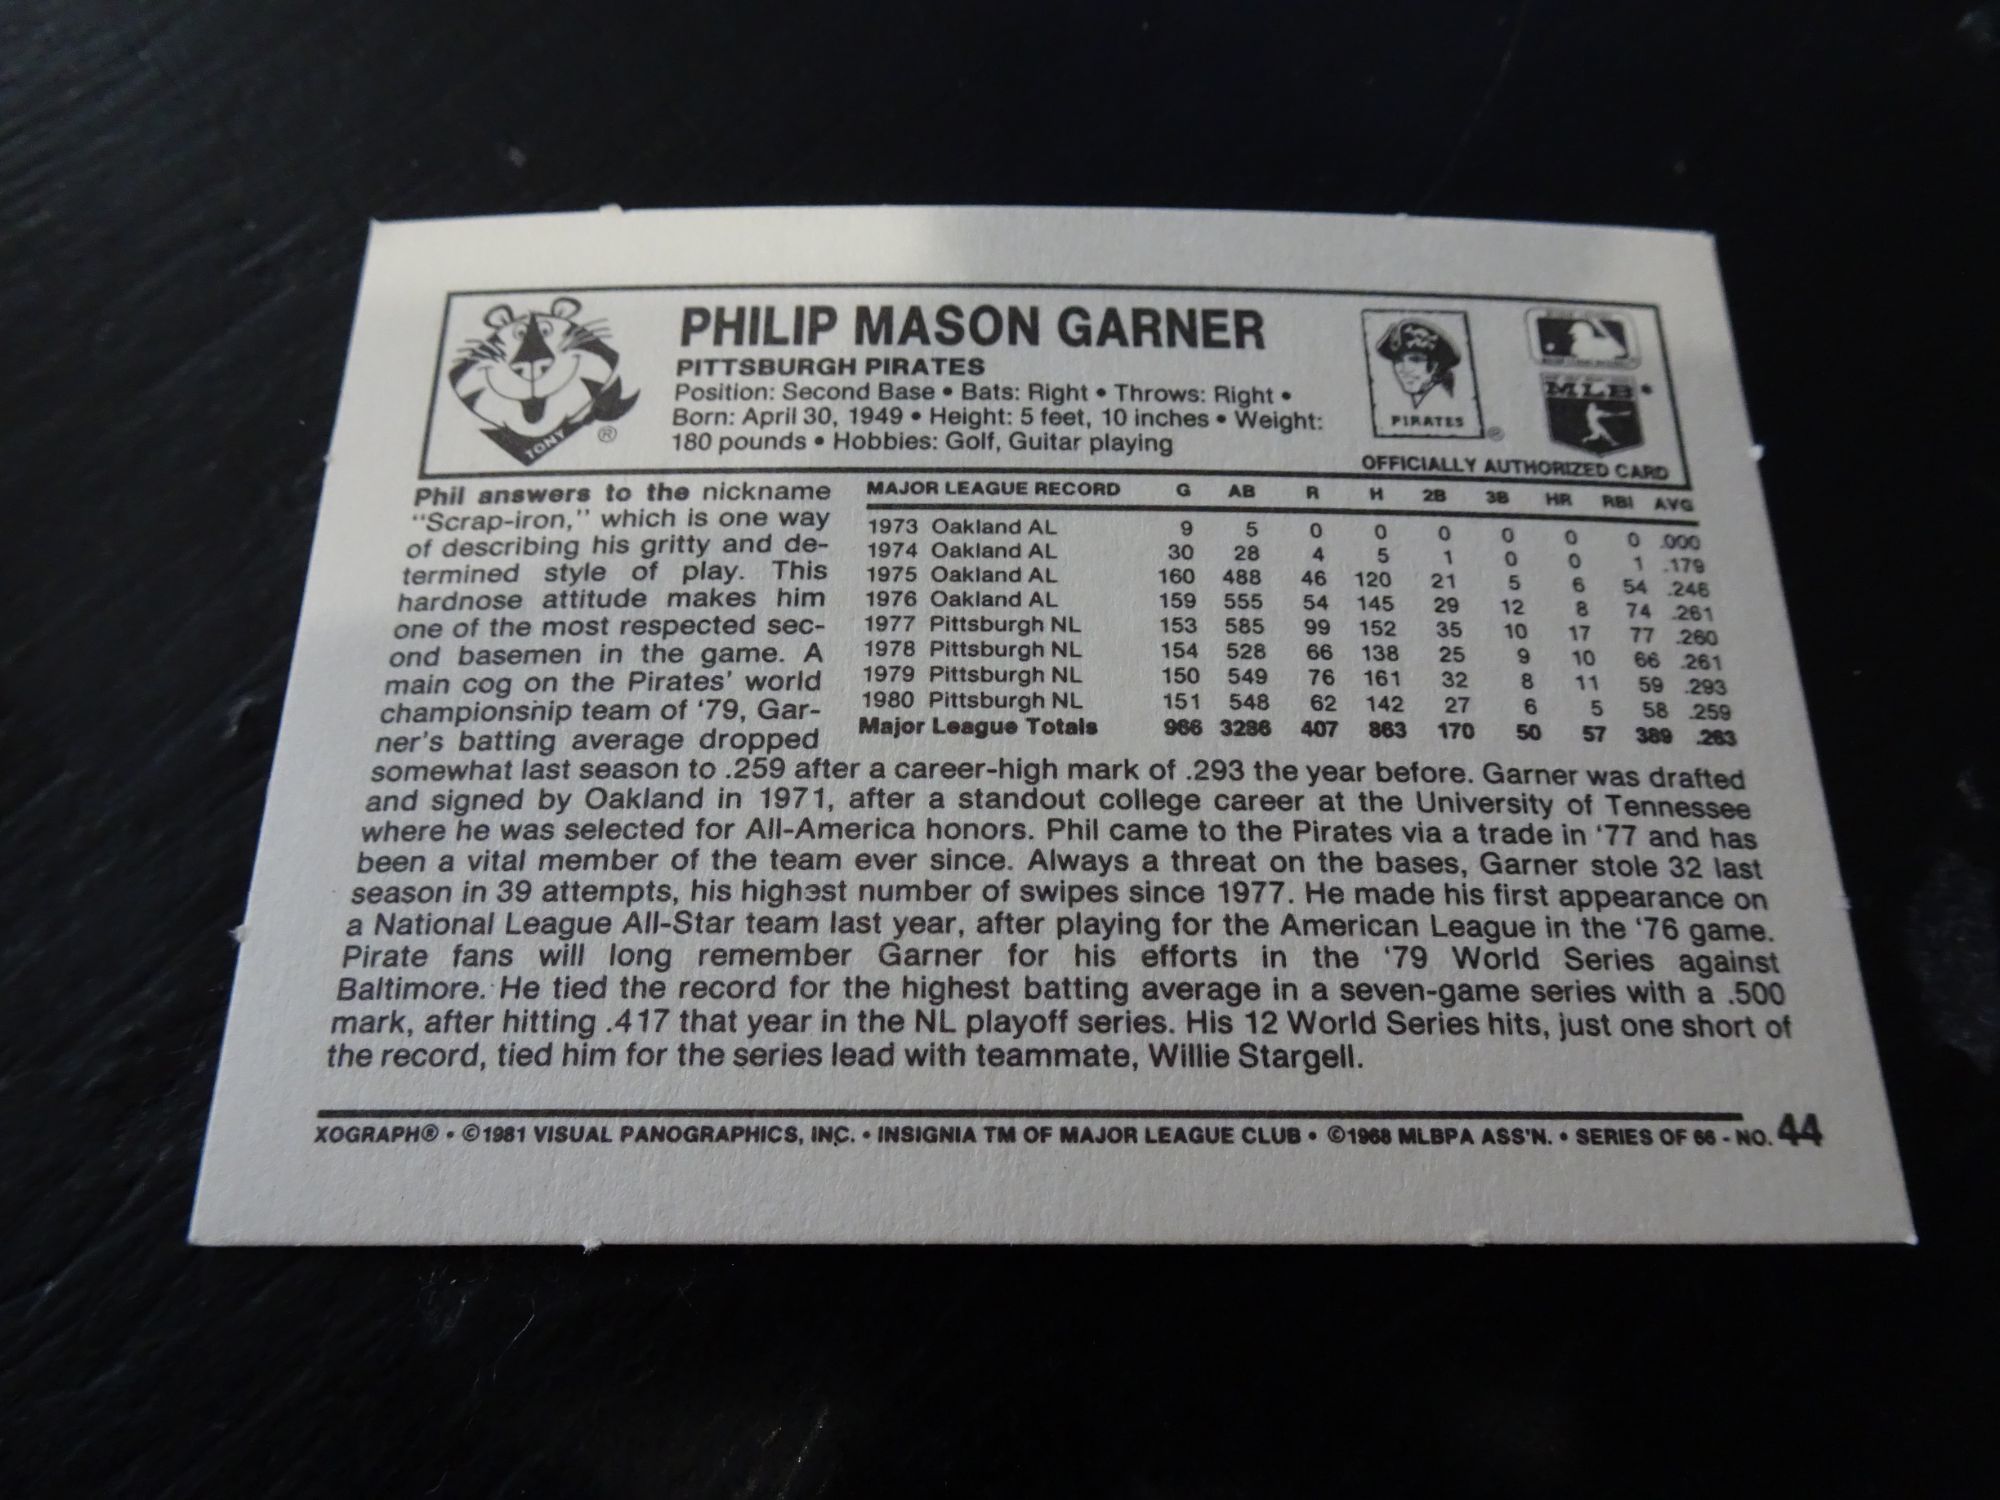 PHILIP MASON GARNER
PITTSBURGH PIRATES
Position: Second Base • Bats: Right • Throws: Right •
Born: April 30, 1949 • Height: 5 feet, 10 inches • Weight:
180 pounds • Hobbies: Golf, Guitar playing
TONY ®
PIRATES ®
MLB
OFFICIALLY AUTHORIZED CARD
Phil answers to the nickname
"Scrap-iron," which is one way
of describing his gritty and de-
termined style of play. This
hardnose attitude makes him
one of the most respected sec-
ond basemen in the game. A
main cog on the Pirates' world
championship team of '79, Gar-
ner's batting average dropped
MAJOR LEAGUE RECORD G AB R H 2B 3B HR RBI AVG
1973 Oakland AL 9 5 0 0 0 0 0 0 .000
1974 Oakland AL 30 28 4 5 1 0 0 1 .179
1975 Oakland AL 160 488 46 120 21 5 6 54 .246
1976 Oakland AL 159 555 54 145 29 12 8 74 .261
1977 Pittsburgh NL 153 585 99 152 35 10 17 77 .260
1978 Pittsburgh NL 154 528 66 138 25 9 10 66 .261
1979 Pittsburgh NL 150 549 76 161 32 8 11 59 .293
1980 Pittsburgh NL 151 548 62 142 27 6 5 58 .259
Major League Totals 966 3286 407 863 170 50 57 389 .263
somewhat last season to .259 after a career-high mark of .293 the year before. Garner was drafted
and signed by Oakland in 1971, after a standout college career at the University of Tennessee
where he was selected for All-America honors. Phil came to the Pirates via a trade in '77 and has
been a vital member of the team ever since. Always a threat on the bases, Garner stole 32 last
season in 39 attempts, his highest number of swipes since 1977. He made his first appearance on
a National League All-Star team last year, after playing for the American League in the '76 game.
Pirate fans will long remember Garner for his efforts in the '79 World Series against
Baltimore. He tied the record for the highest batting average in a seven-game series with a .500
mark, after hitting .417 that year in the NL playoff series. His 12 World Series hits, just one short of
the record, tied him for the series lead with teammate, Willie Stargell.
XOGRAPH® • ©1981 VISUAL PANOGRAPHICS, INC. • INSIGNIA TM OF MAJOR LEAGUE CLUB • ©1968 MLBPA ASS'N. • SERIES OF 66 - NO. 44